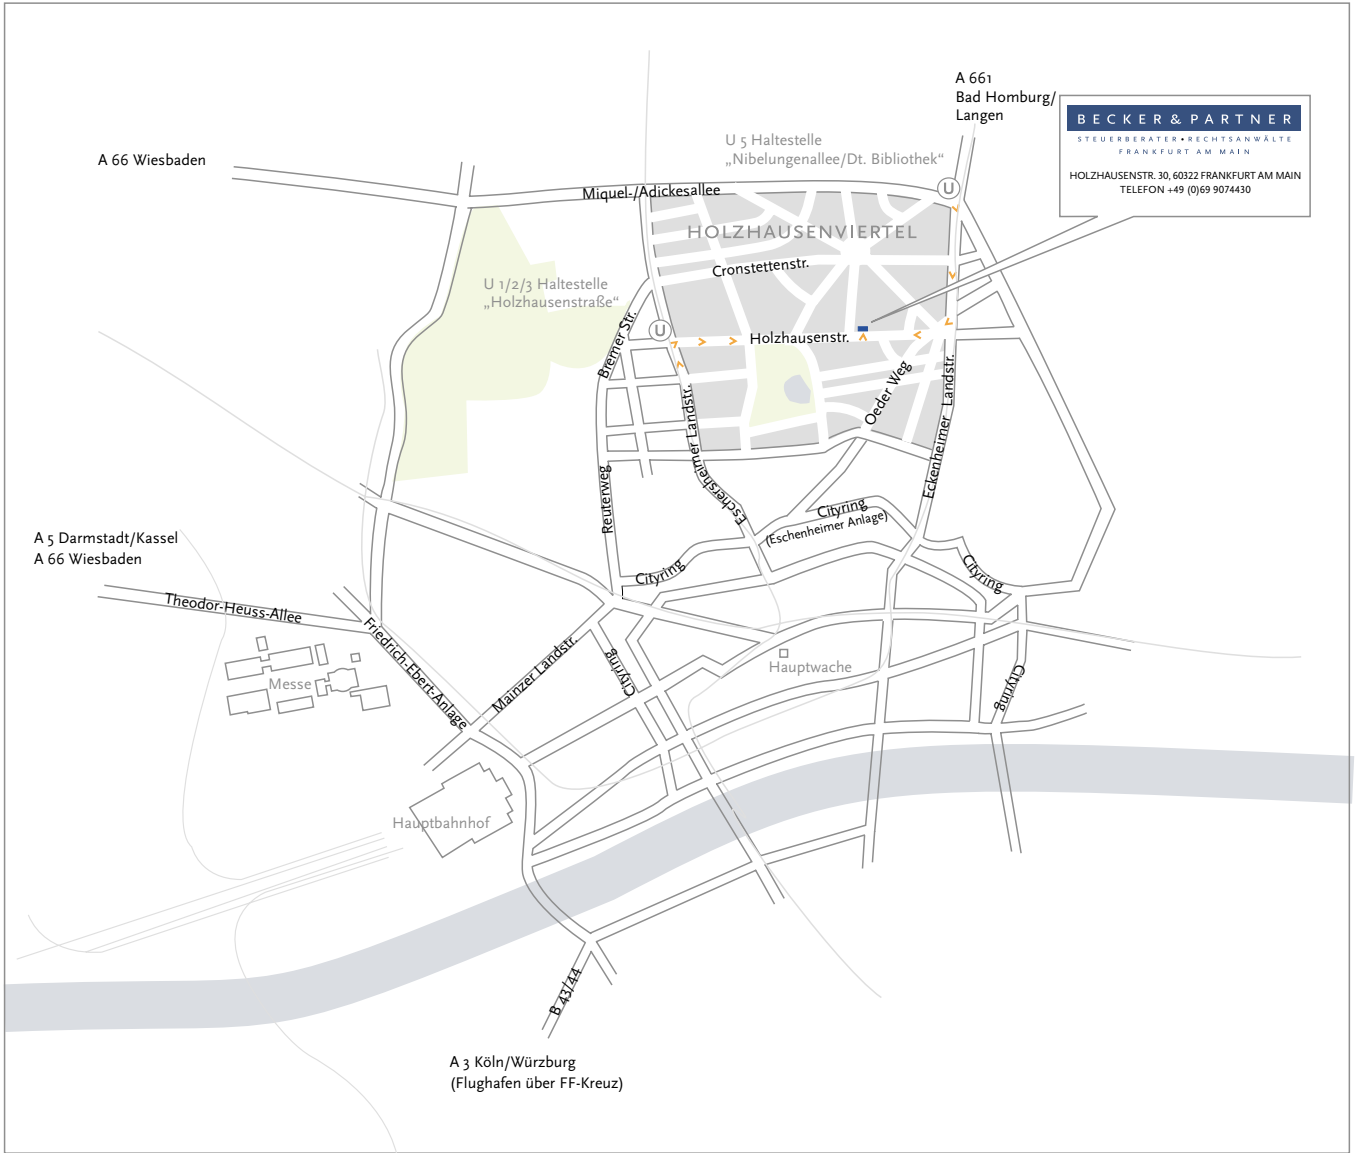 A 661
Bad Homburg/
Langen
BECKER & PARTNER
STEUERBERATER • RECHTSANWÄLTE
FRANKFURT AM MAIN
HOLZHAUSENSTR. 30, 60322 FRANKFURT AM MAIN
TELEFON +49 (0)69 9074430
U 5 Haltestelle
„Nibelungenallee/Dt. Bibliothek“
A 66 Wiesbaden
Miquel-/Adickesallee
U
HOLZHAUSENVIERTEL
Cronstettenstr.
U 1/2/3 Haltestelle
„Holzhausenstraße“
U
Bremer Str.
Holzhausenstr.
Oeder Weg
Eschersheimer Landstr.
Eckenheimer Landstr.
Reuterweg
Cityring
(Eschenheimer Anlage)
Cityring
Cityring
A 5 Darmstadt/Kassel
A 66 Wiesbaden
Theodor-Heuss-Allee
Friedrich-Ebert-Anlage
Mainzer Landstr.
Cityring
Hauptwache
Cityring
Messe
Hauptbahnhof
B 43/44
A 3 Köln/Würzburg
(Flughafen über FF-Kreuz)